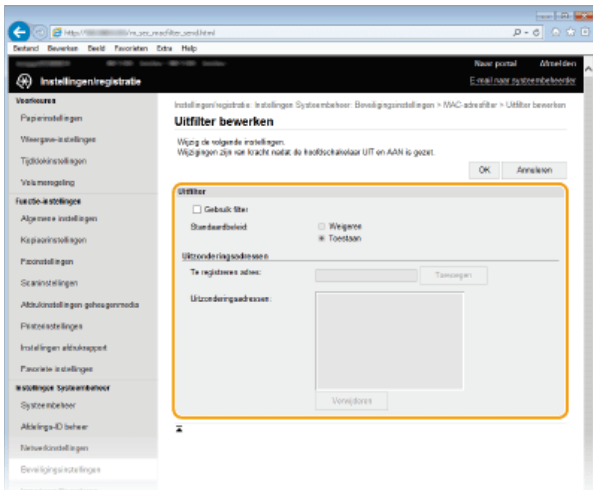 http://
/m_sec_macfilter_send.html
Bestand Bewerken Beeld Favorieten Extra Help
Naar portal Afmelden
Instellingen/registratie
E-mail naar systeembeheerder
Voorkeuren
Papierinstellingen
Weergave-instellingen
Tijdklokinstellingen
Volumeregeling
Functie-instellingen
Algemene instellingen
Kopieerinstellingen
Faxinstellingen
Scaninstellingen
Afdrukinstellingen geheugenmedia
Printerinstellingen
Instellingen afdrukrapport
Favoriete instellingen
Instellingen Systeembeheer
Systeembeheer
Afdelings-ID beheer
Netwerkinstellingen
Beveiligingsinstellingen
Instellingen/registratie: Instellingen Systeembeheer: Beveiligingsinstellingen > MAC-adresfilter > Uitfilter bewerken
Uitfilter bewerken
Wijzig de volgende instellingen.
Wijzigingen zijn van kracht nadat de hoofdschakelaar UIT en AAN is gezet.
OK Annuleren
Uitfilter
Gebruik filter
Standaardbeleid:
Weigeren
Toestaan
Uitzonderingsadressen
Te registreren adres:
Toevoegen
Uitzonderingsadressen:
Verwijderen